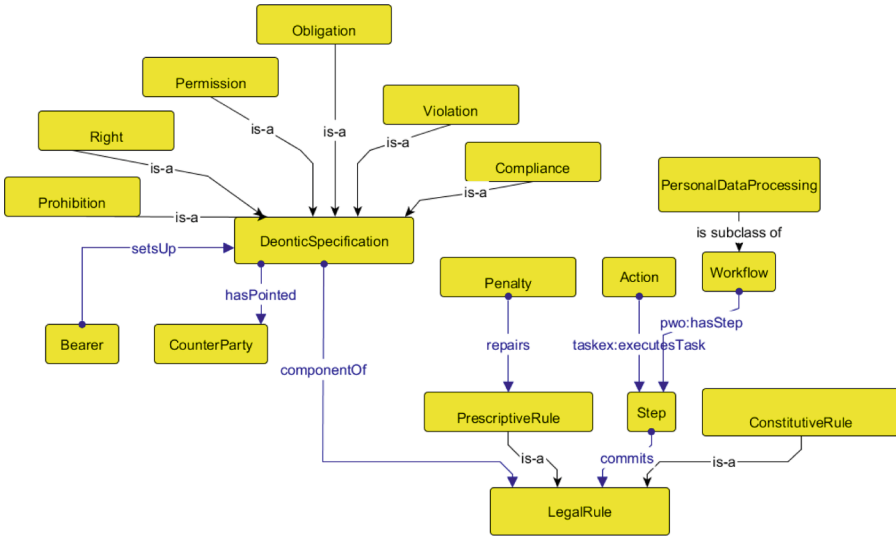 Obligation
Permission
is-a
Violation
is-a
is-a
Right
is-a
Compliance
is-a
PersonalDataProcessing
Prohibition
is-a
is subclass of
DeonticSpecification
setsUp
Workflow
Penalty
Action
hasPointed
pwo:hasStep
Bearer
CounterParty
repairs
taskex:executesTask
componentOf
PrescriptiveRule
Step
ConstitutiveRule
is-a
commits
is-a
LegalRule